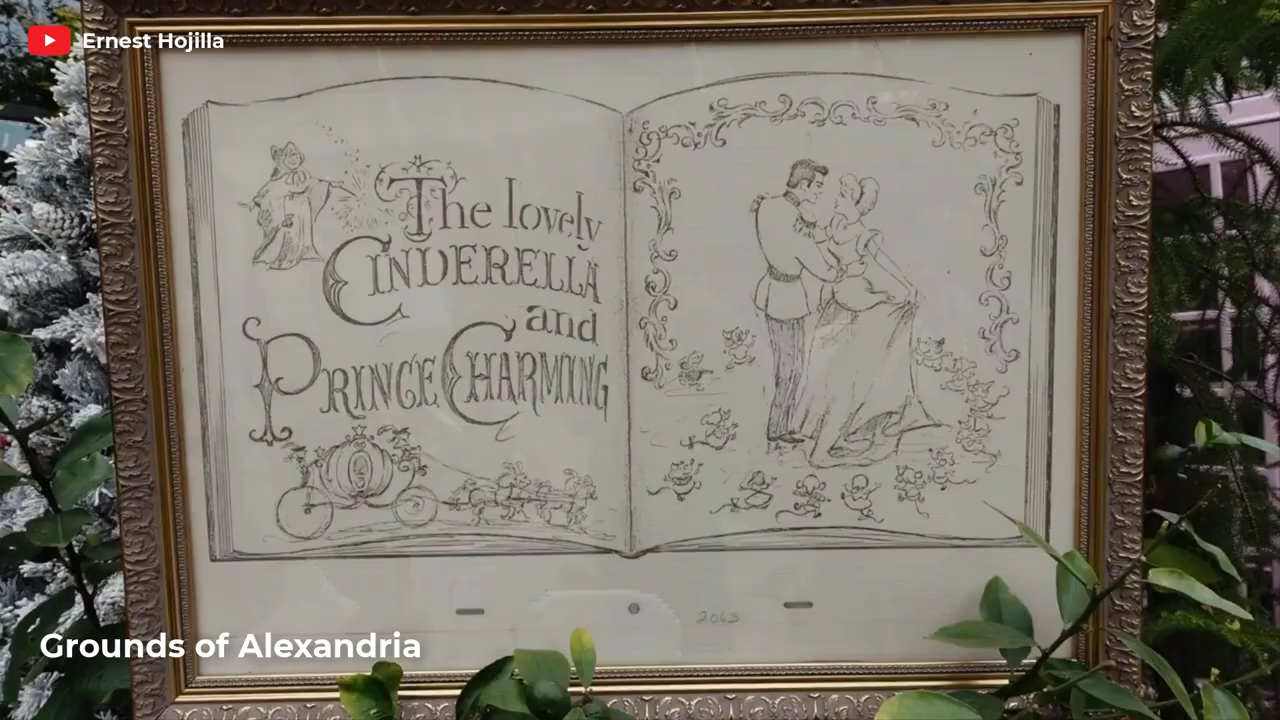 Ernest Hojilla
The lovely
CINDERELLA
and
PRINCE CHARMING
2063
Grounds of Alexandria